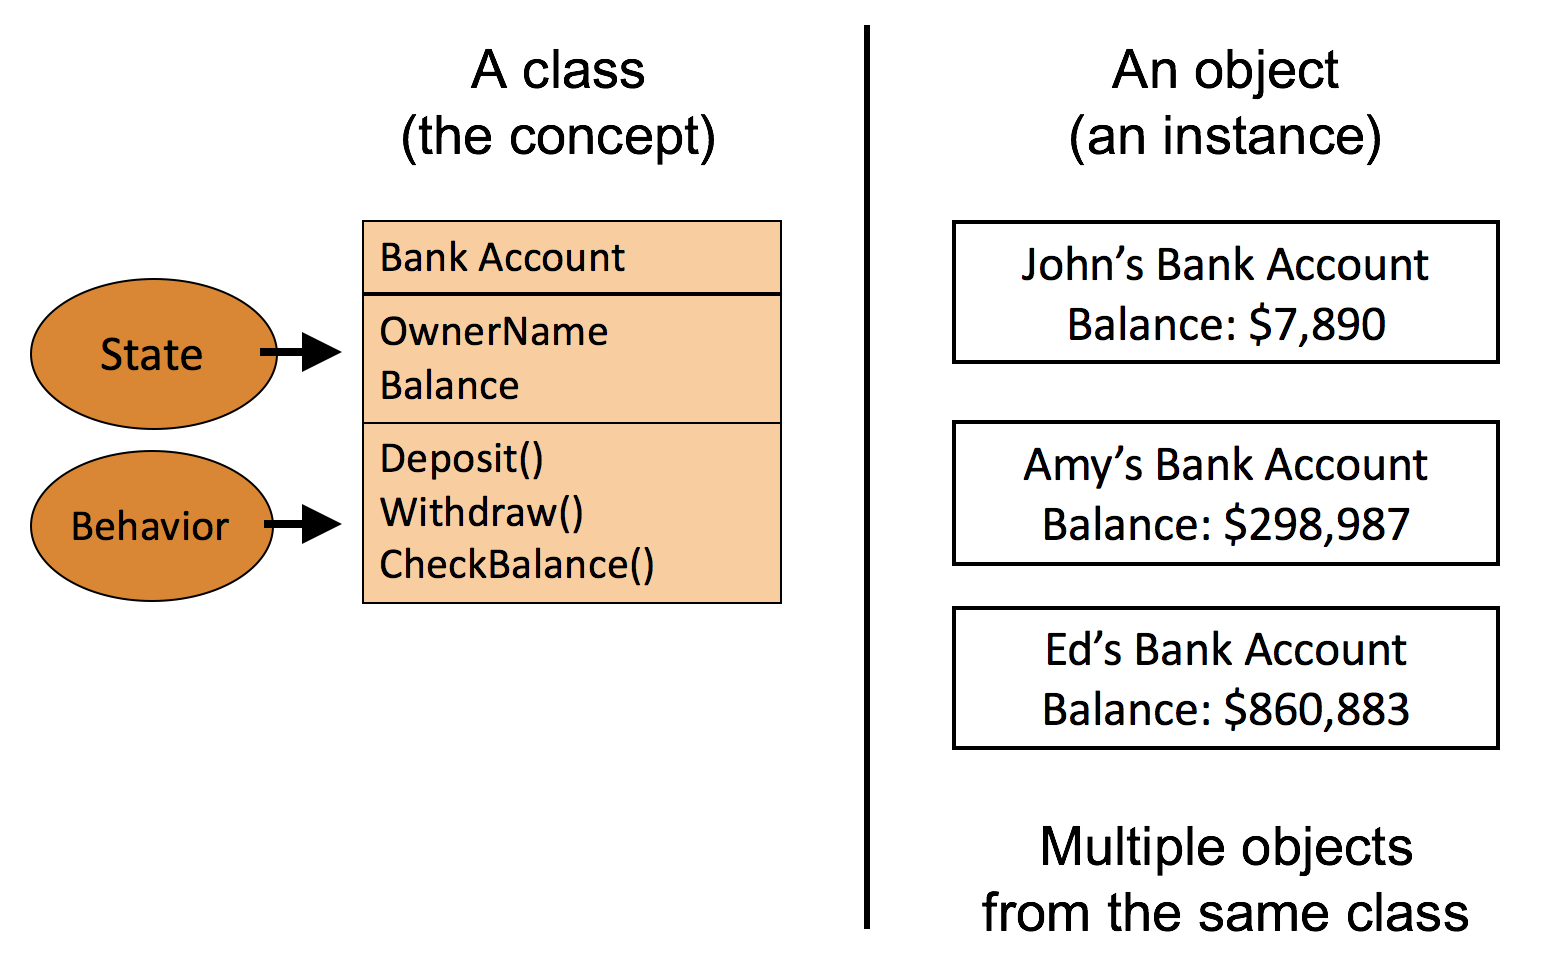 A class
(the concept)
State
Behavior
Bank Account
OwnerName
Balance
Deposit()
Withdraw()
CheckBalance()
An object
(an instance)
John’s Bank Account
Balance: $7,890
Amy’s Bank Account
Balance: $298,987
Ed’s Bank Account
Balance: $860,883
Multiple objects
from the same class